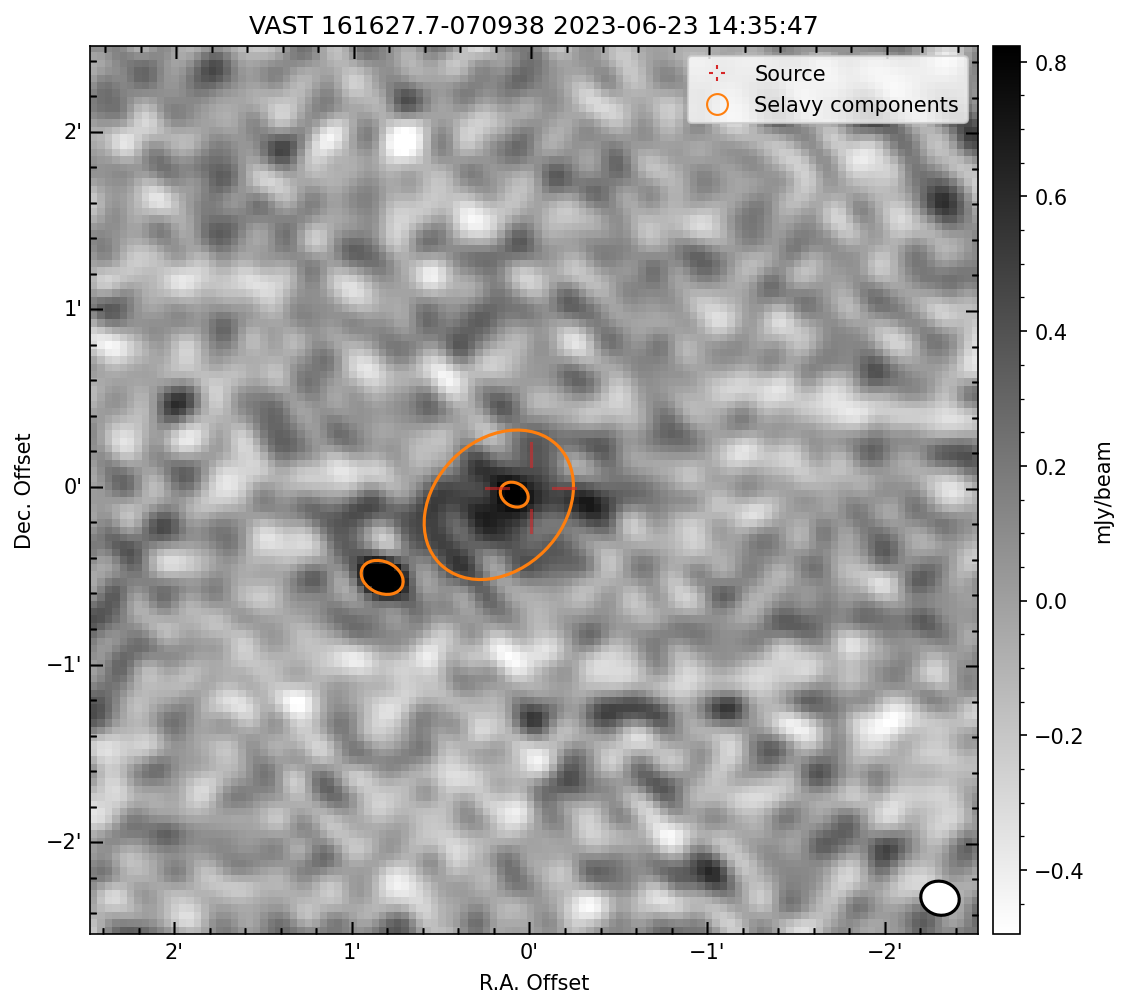 VAST 161627.7-070938 2023-06-23 14:35:47
Source
Selavy components
2'
1'
0'
−1'
−2'
Dec. Offset
2'
1'
0'
−1'
−2'
R.A. Offset
0.8
0.6
0.4
0.2
0.0
−0.2
−0.4
mJy/beam